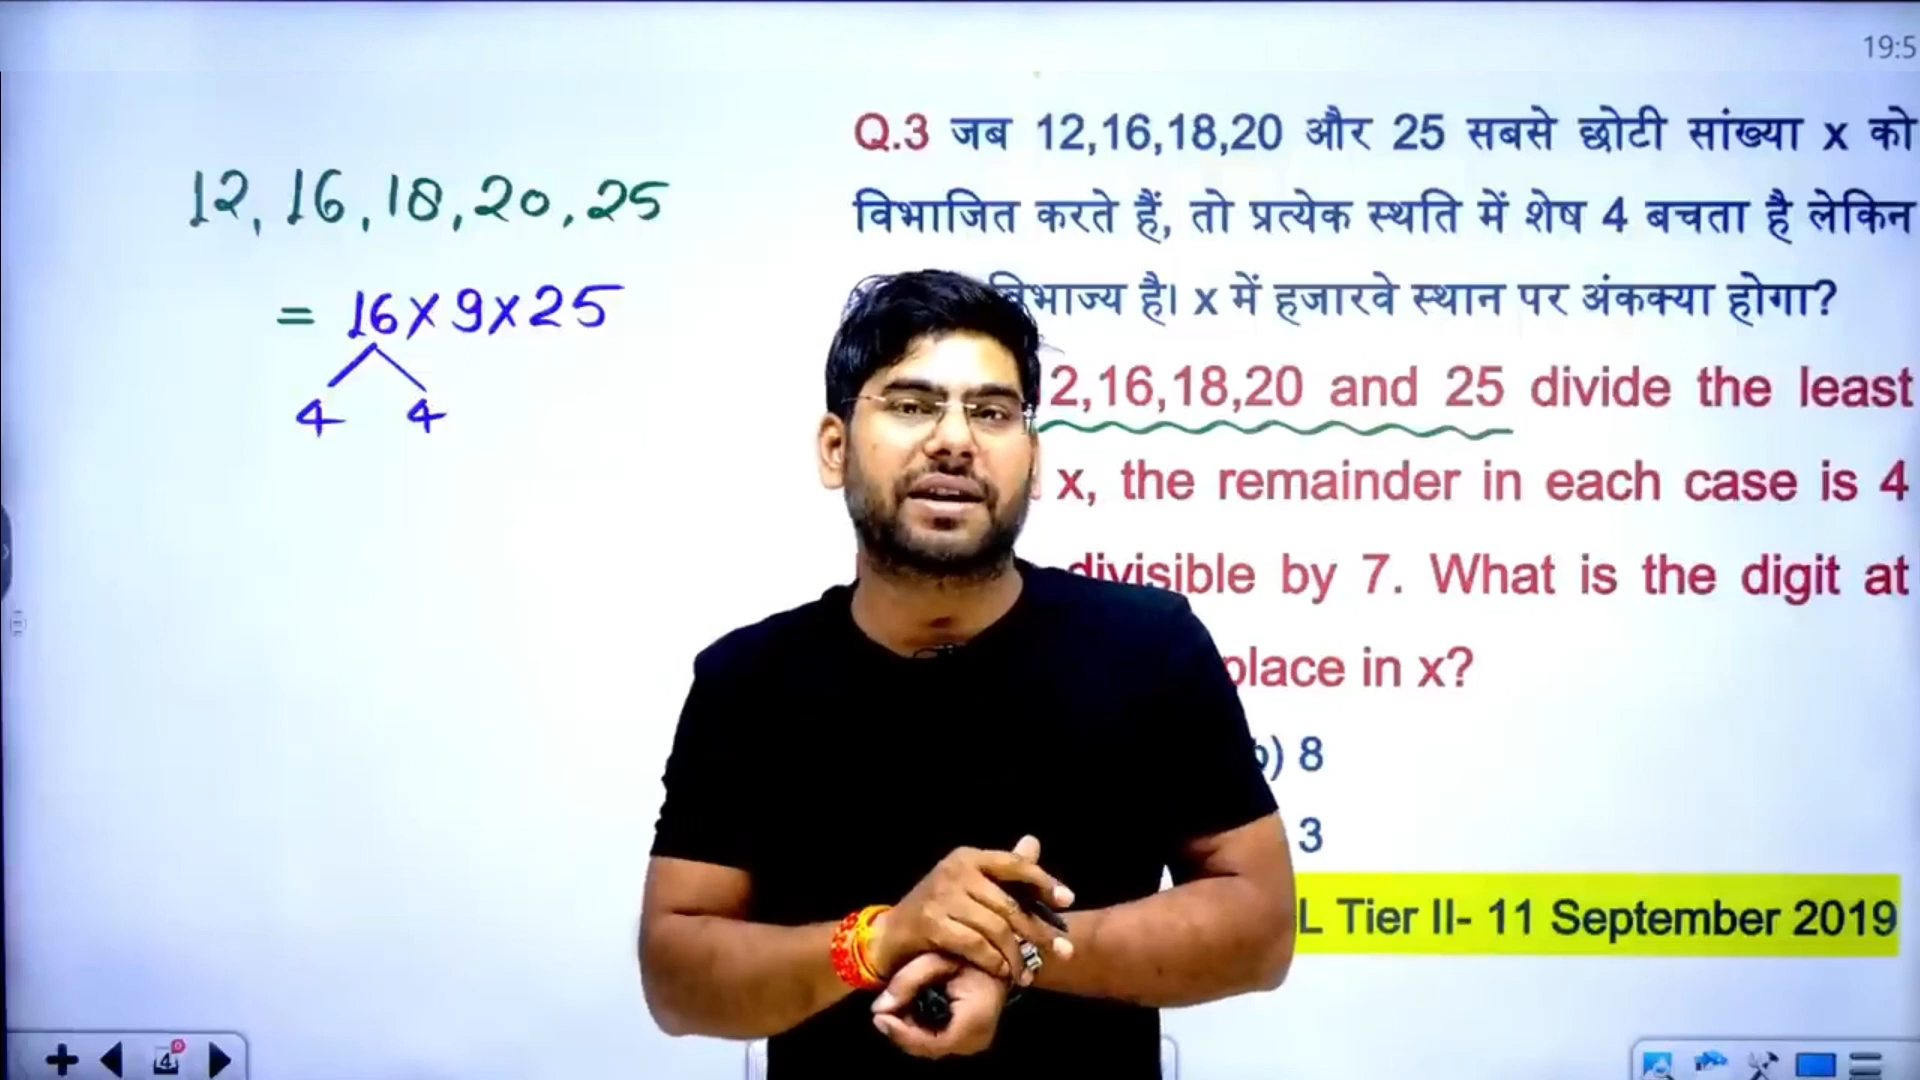 19:5
12, 16, 18, 20, 25
= 16×9×25
4 4
Q.3 जब 12,16,18,20 और 25 सबसे छोटी सांख्या x को
विभाजित करते हैं, तो प्रत्येक स्थति में शेष 4 बचता है लेकिन
विभाज्य है। x में हजारवे स्थान पर अंकक्या होगा?
2,16,18,20 and 25 divide the least
x, the remainder in each case is 4
divisible by 7. What is the digit at
place in x?
b) 8
3
L Tier II- 11 September 2019
4